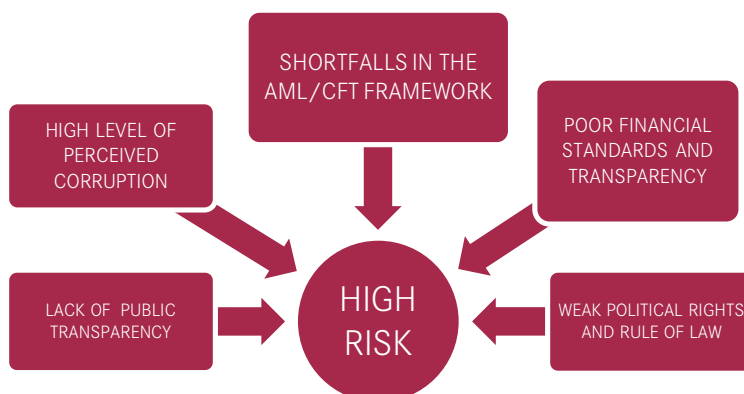 SHORTFALLS IN THE
AML/CFT FRAMEWORK
HIGH LEVEL OF
PERCEIVED
CORRUPTION
POOR FINANCIAL
STANDARDS AND
TRANSPARENCY
LACK OF PUBLIC
TRANSPARENCY
HIGH
RISK
WEAK POLITICAL RIGHTS
AND RULE OF LAW